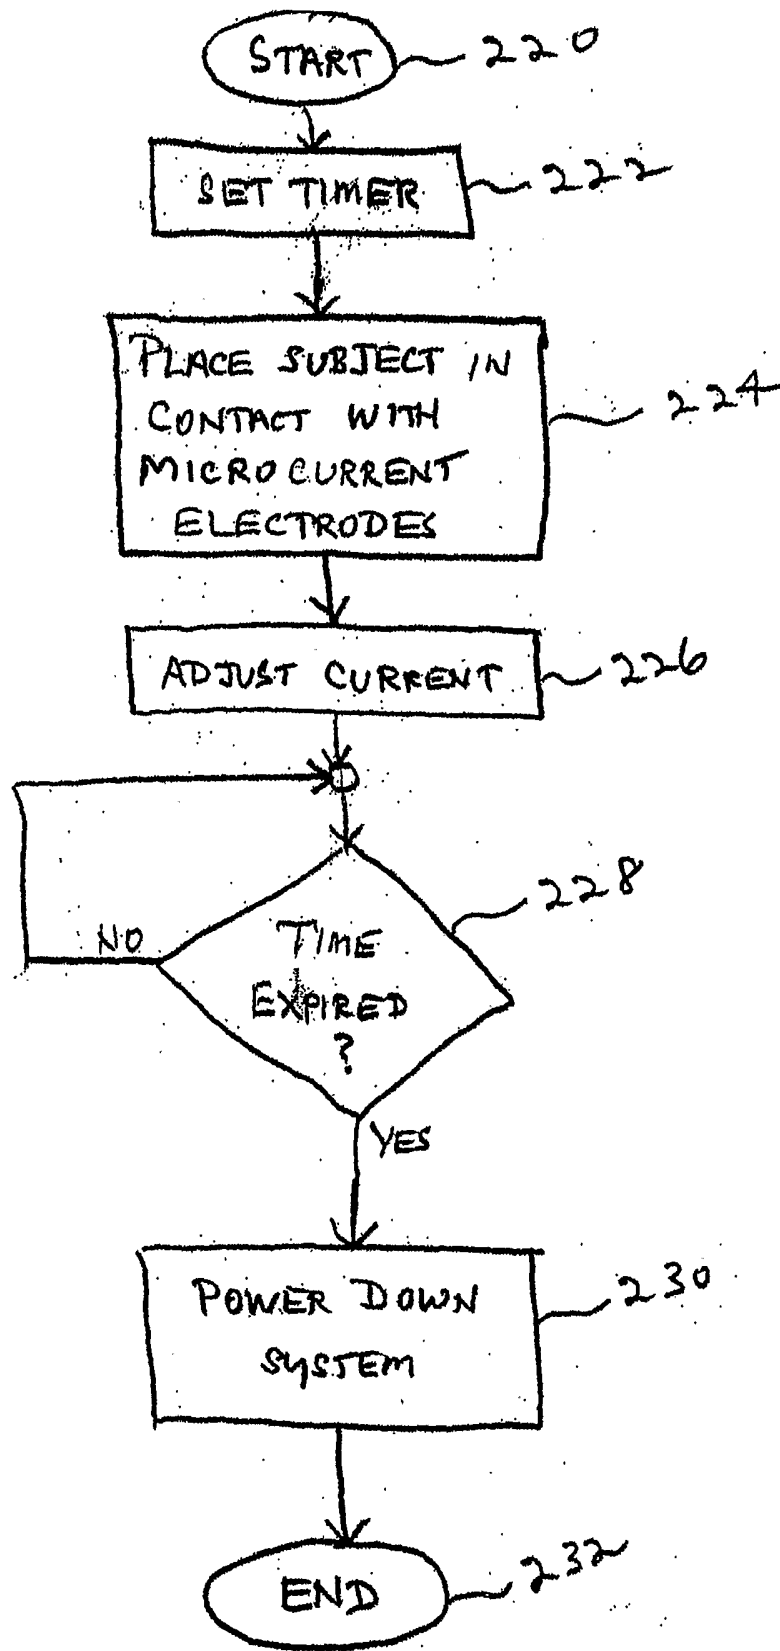 START 220
SET TIMER 222
PLACE SUBJECT IN
CONTACT WITH 224
MICROCURRENT
ELECTRODES
ADJUST CURRENT 226
228
NO TIME
EXPIRED
?
YES
POWER DOWN 230
SYSTEM
END 232